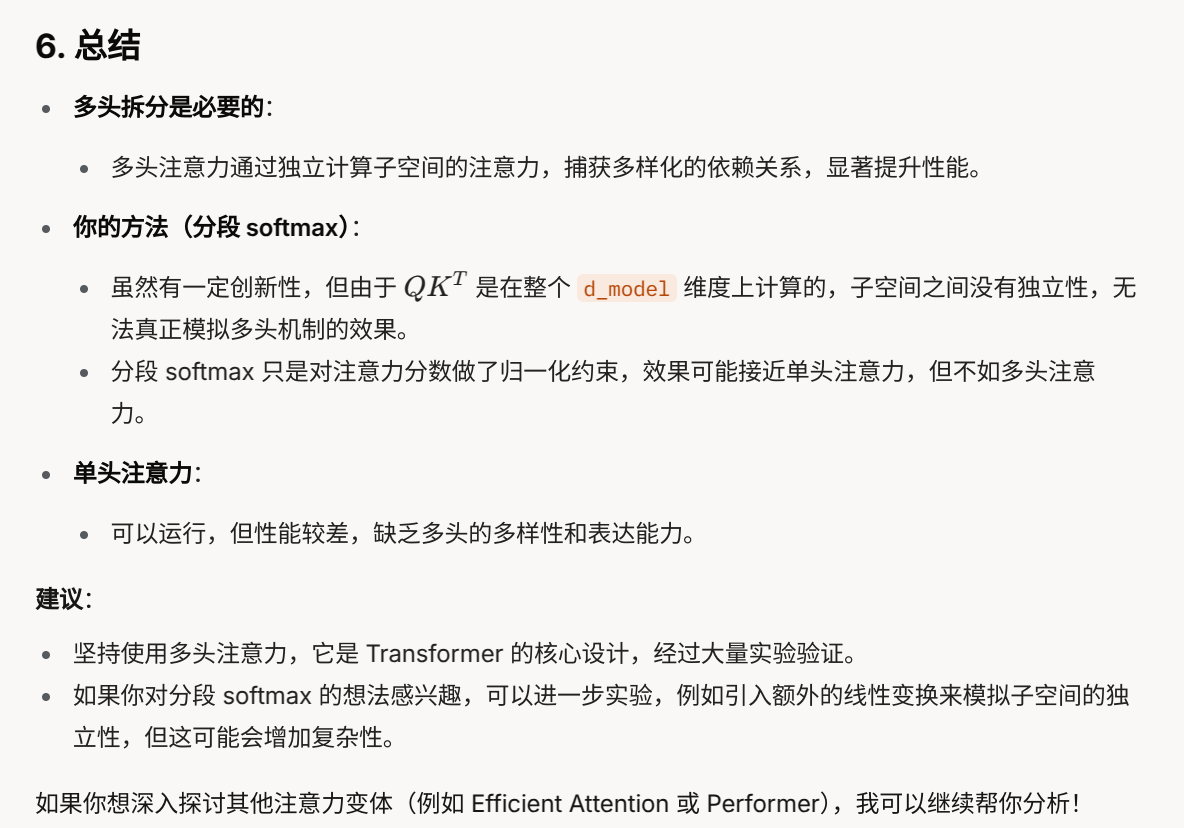 6. 总结
多头拆分是必要的：
多头注意力通过独立计算子空间的注意力，捕获多样化的依赖关系，显著提升性能。
你的方法（分段 softmax）：
虽然有一定创新性，但由于 QK^T 是在整个 d_model 维度上计算的，子空间之间没有独立性，无
法真正模拟多头机制的效果。
分段 softmax 只是对注意力分数做了归一化约束，效果可能接近单头注意力，但不如多头注意
力。
单头注意力：
可以运行，但性能较差，缺乏多头的多样性和表达能力。
建议：
坚持使用多头注意力，它是 Transformer 的核心设计，经过大量实验验证。
如果你对分段 softmax 的想法感兴趣，可以进一步实验，例如引入额外的线性变换来模拟子空间的独
立性，但这可能会增加复杂性。
如果你想深入探讨其他注意力变体（例如 Efficient Attention 或 Performer），我可以继续帮你分析！